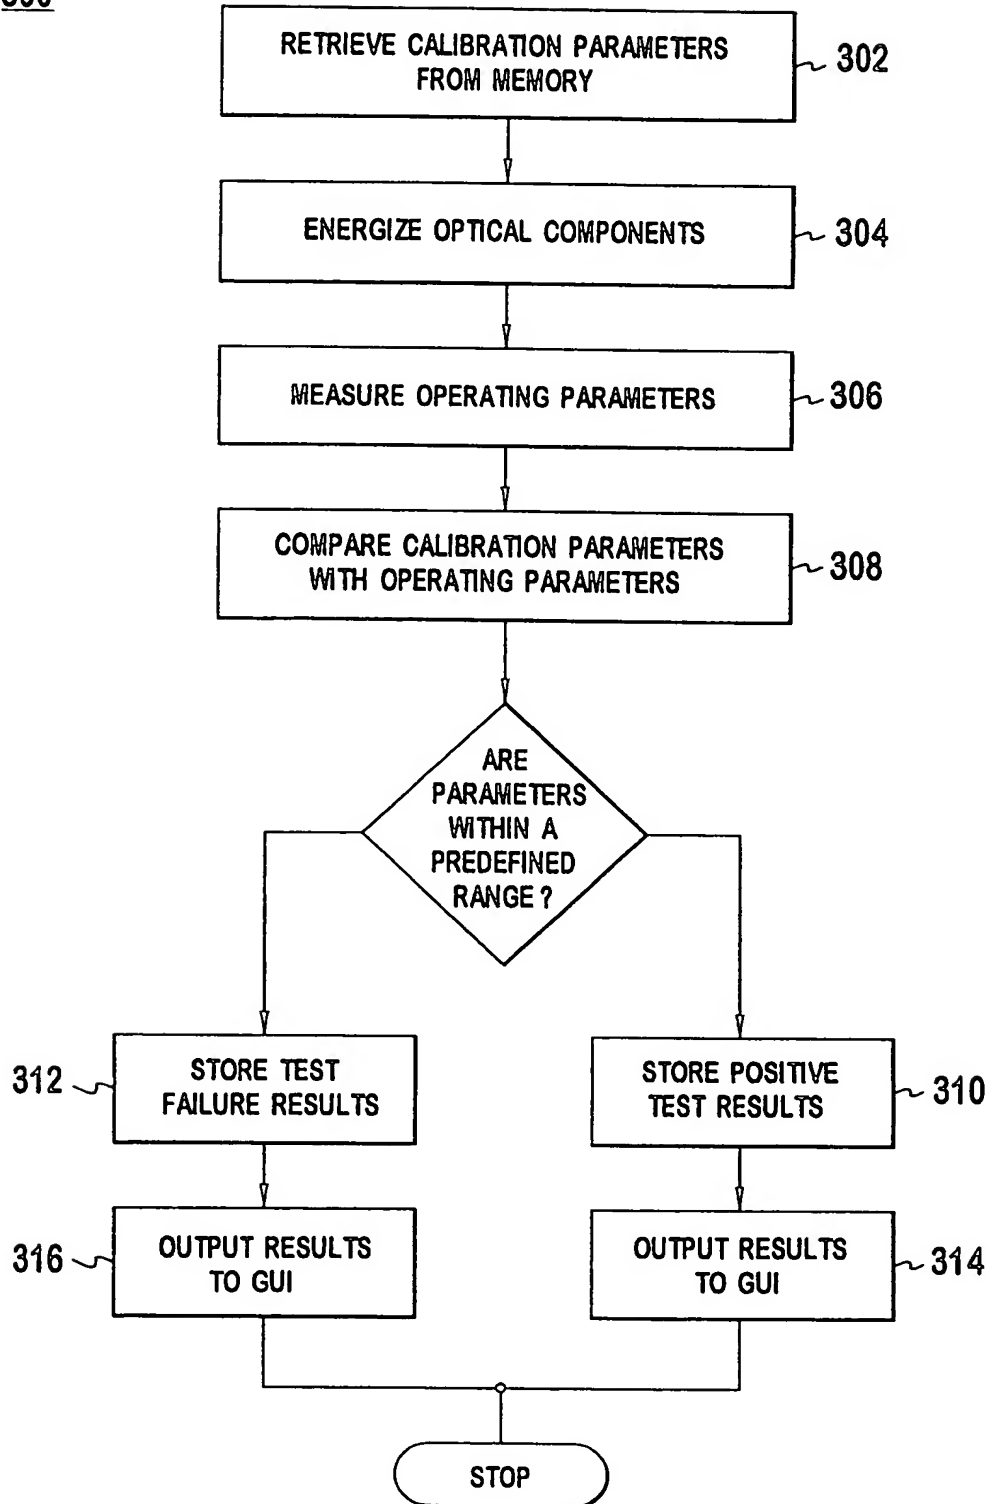 RETRIEVE CALIBRATION PARAMETERS
FROM MEMORY
302
ENERGIZE OPTICAL COMPONENTS
304
MEASURE OPERATING PARAMETERS
306
COMPARE CALIBRATION PARAMETERS
WITH OPERATING PARAMETERS
308
ARE
PARAMETERS
WITHIN A
PREDEFINED
RANGE?
312
STORE TEST
FAILURE RESULTS
STORE POSITIVE
TEST RESULTS
310
316
OUTPUT RESULTS
TO GUI
OUTPUT RESULTS
TO GUI
314
STOP